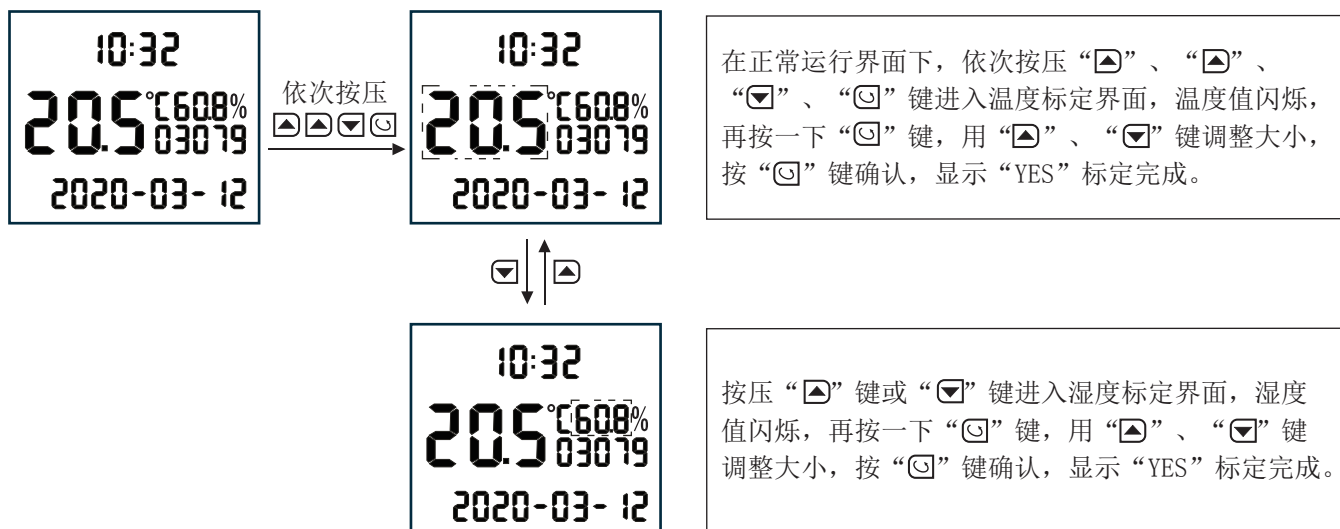 10:32
20.5℃60.8%
03079
2020-03-12
依次按压
10:32
20.5℃60.8%
03079
2020-03-12
在正常运行界面下，依次按压“▲”、“▲”、
“▼”、“↻”键进入温度标定界面，温度值闪烁，
再按一下“↻”键，用“▲”、“▼”键调整大小，
按“↻”键确认，显示“YES”标定完成。
10:32
20.5℃60.8%
03079
2020-03-12
按压“▲”键或“▼”键进入湿度标定界面，湿度
值闪烁，再按一下“↻”键，用“▲”、“▼”键
调整大小，按“↻”键确认，显示“YES”标定完成。